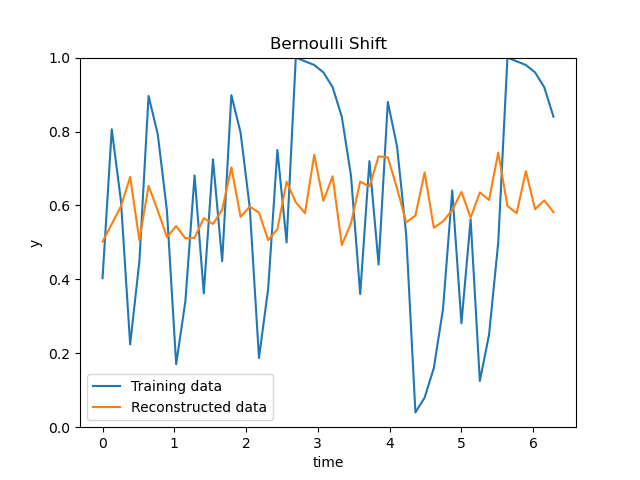 Bernoulli Shift
1.0
0.8
0.6
0.4
0.2
0.0
y
Training data
Reconstructed data
0 1 2 3 4 5 6
time